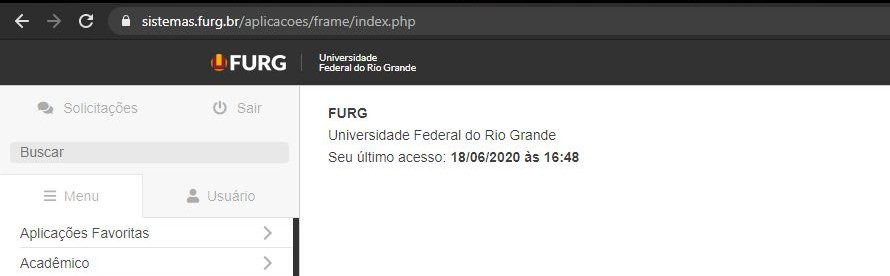 sistemas.furg.br/aplicacoes/frame/index.php
FURG
Universidade
Federal do Rio Grande
Solicitações
Sair
Buscar
Menu
Usuário
Aplicações Favoritas
Acadêmico
FURG
Universidade Federal do Rio Grande
Seu último acesso: 18/06/2020 às 16:48